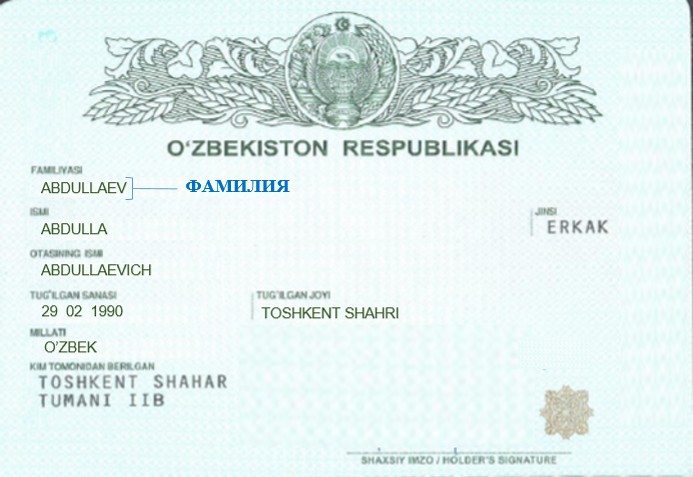 O'ZBEKISTON RESPUBLIKASI
FAMILIYASI
ABDULLAEV ФАМИЛИЯ
ISMI
ABDULLA
JINSI
ERKAK
OTASINING ISMI
ABDULLAEVICH
TUG'ILGAN SANASI
29 02 1990
TUG'ILGAN JOYI
TOSHKENT SHAHRI
MILLATI
O'ZBEK
KIM TOMONIDAN BERILGAN
TOSHKENT SHAHAR
TUMANI IIB
SHAXSIY IMZO / HOLDER'S SIGNATURE